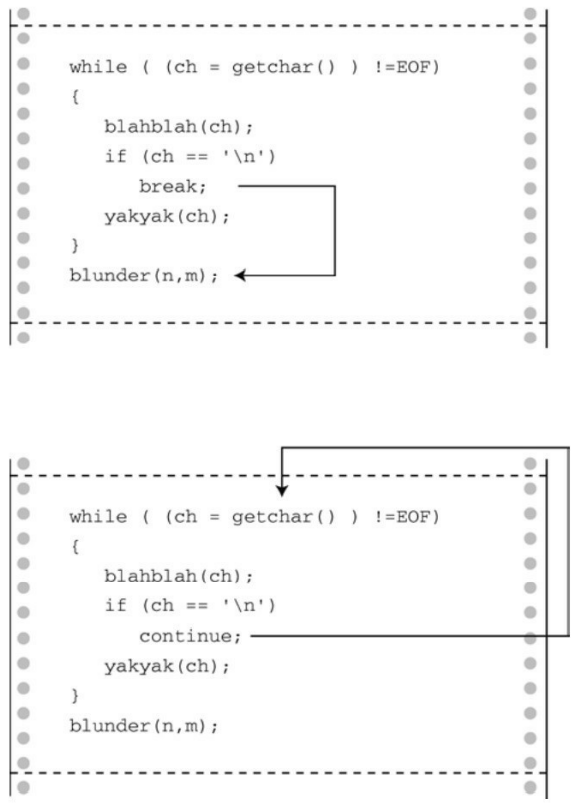 while ( (ch = getchar() ) !=EOF)
{
blahblah(ch);
if (ch == '\n')
break;
yakyak(ch);
}
blunder(n,m);
while ( (ch = getchar() ) !=EOF)
{
blahblah(ch);
if (ch == '\n')
continue;
yakyak(ch);
}
blunder(n,m);